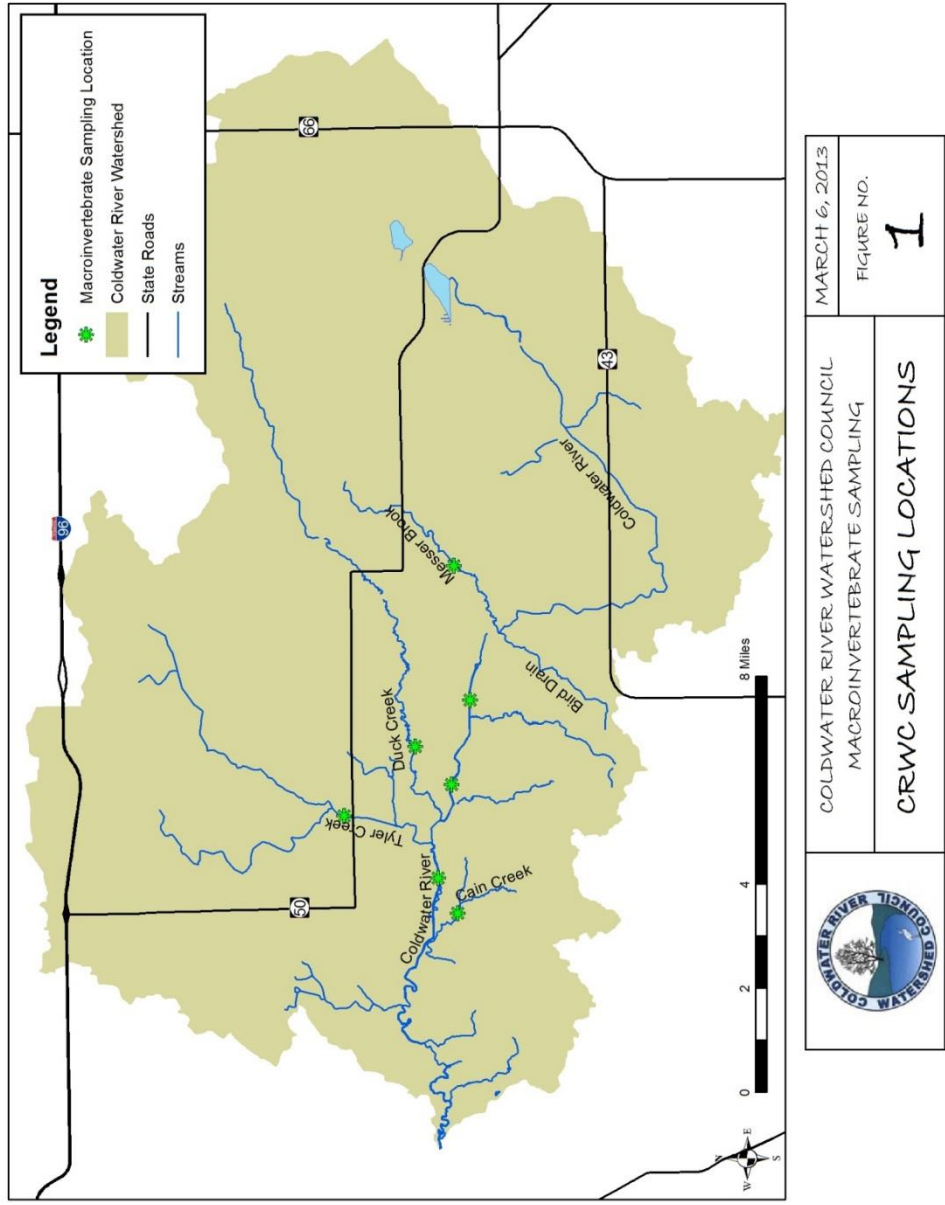 Legend
Macroinvertebrate Sampling Location
Coldwater River Watershed
State Roads
Streams
96
66
50
43
Messer Brook
Coldwater River
Duck Creek
Bird Drain
Tyler Creek
Coldwater River
Cain Creek
0 2 4 8 Miles
N
W E
S
COLDWATER RIVER
WATERSHED COUNCIL
COLDWATER RIVER WATERSHED COUNCIL
MACROINVERTEBRATE SAMPLING
CRWC SAMPLING LOCATIONS
MARCH 6, 2013
FIGURE NO.
1